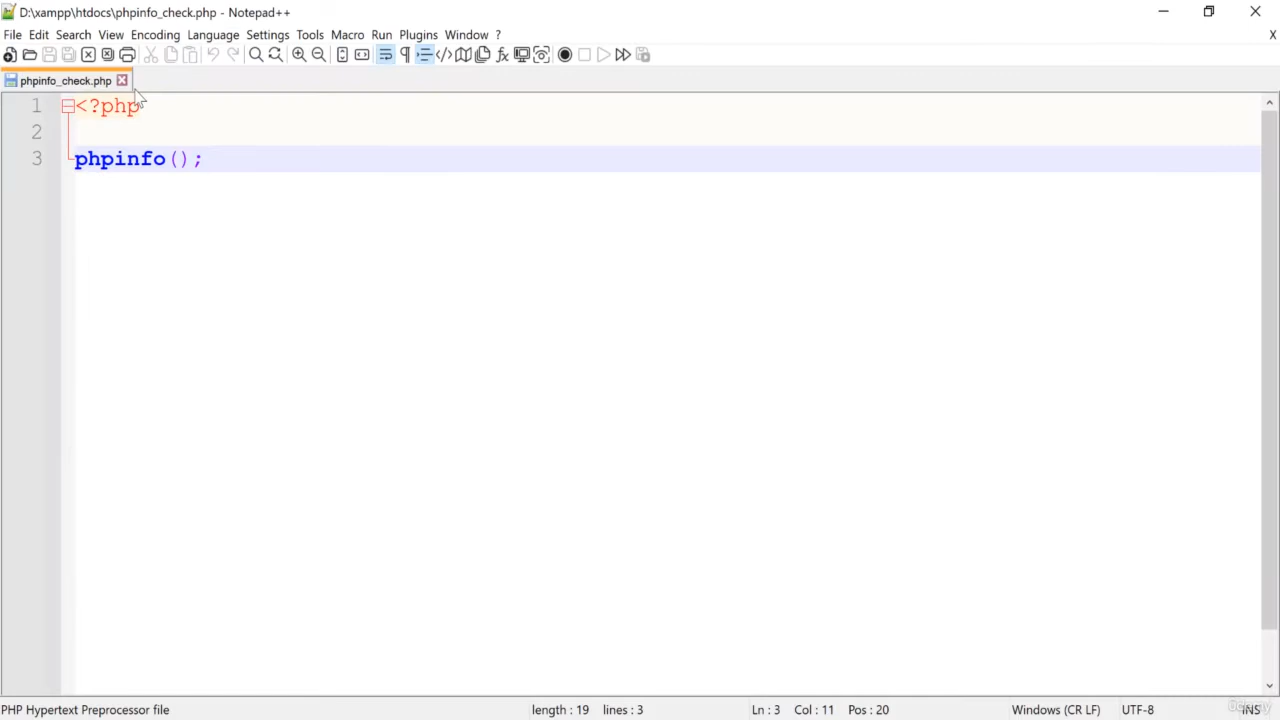 D:\xampp\htdocs\phpinfo_check.php - Notepad++
File Edit Search View Encoding Language Settings Tools Macro Run Plugins Window ? X
phpinfo_check.php
1 <?php
2
3 phpinfo();
PHP Hypertext Preprocessor file length : 19 lines : 3 Ln : 3 Col : 11 Pos : 20 Windows (CR LF) UTF-8 INS